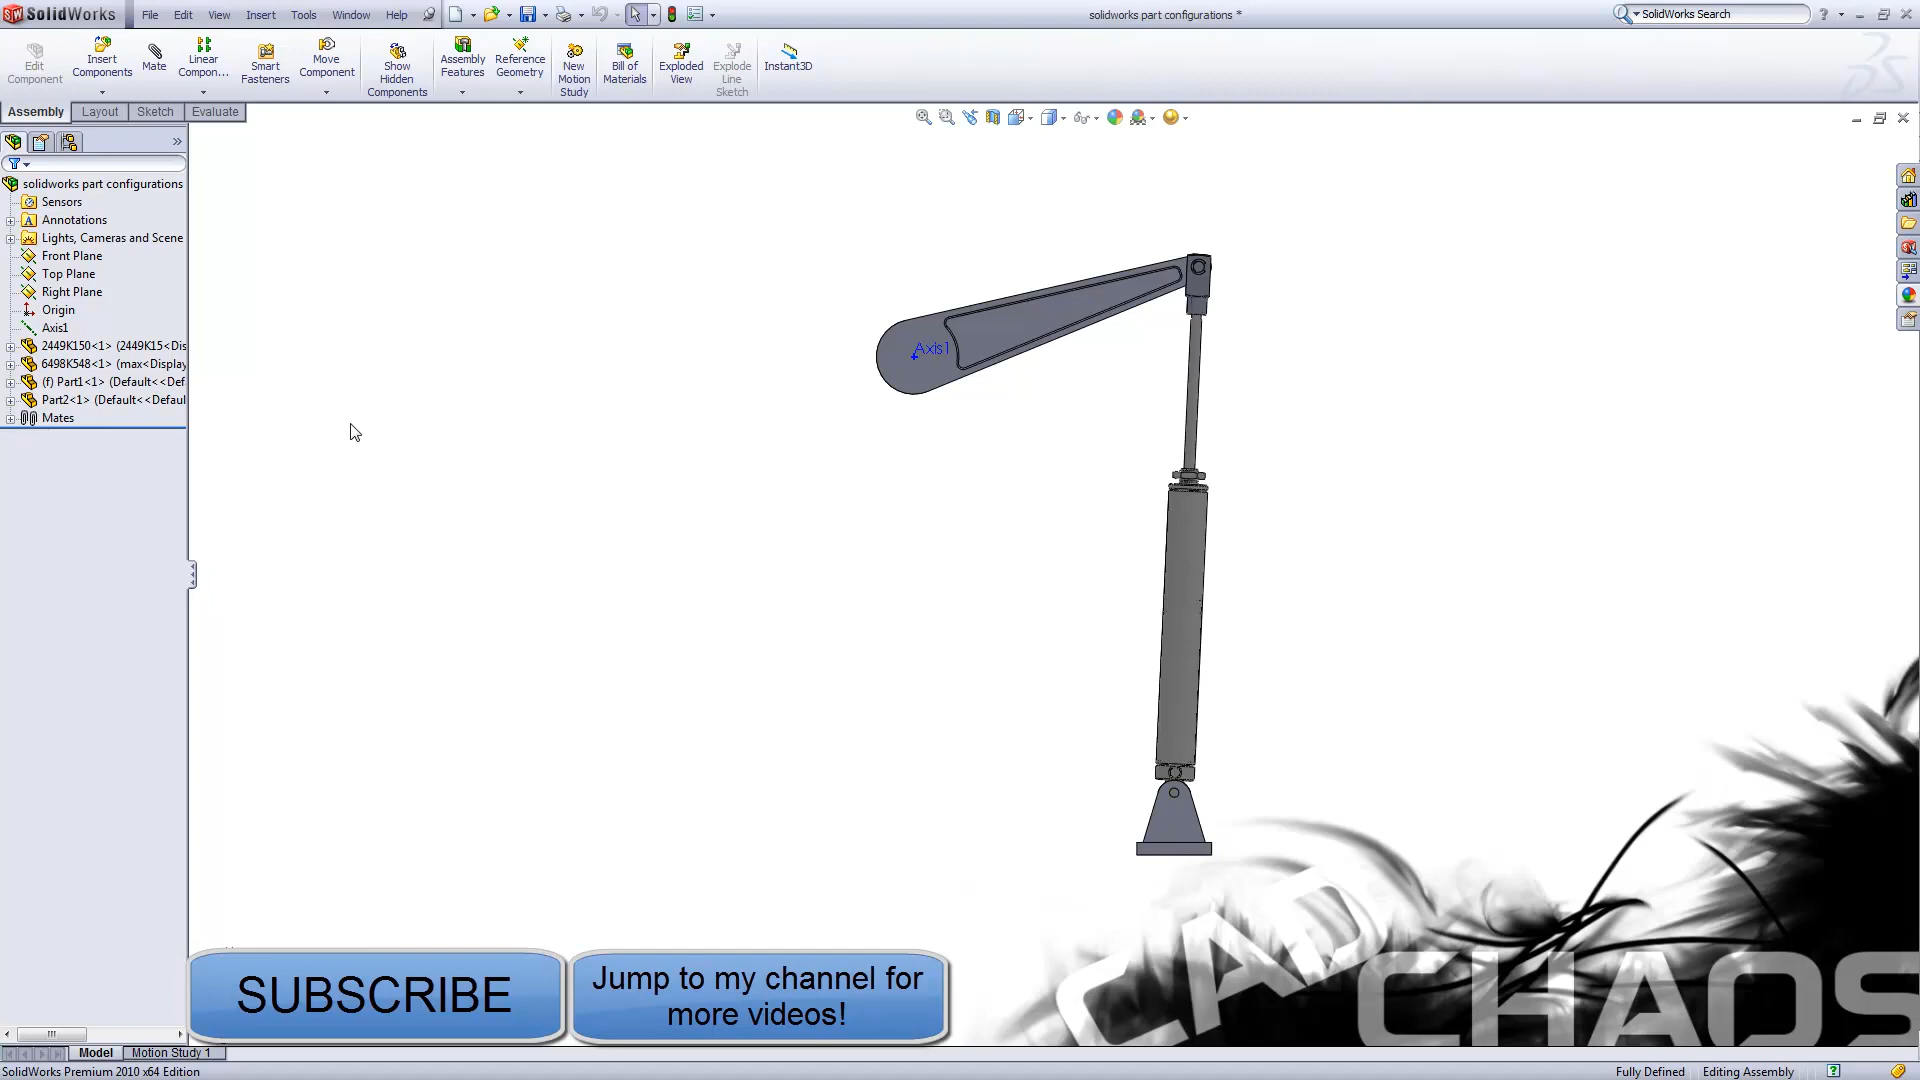 SolidWorks File Edit View Insert Tools Window Help solidworks part configurations * SolidWorks Search
Edit Component
Insert Components
Mate
Linear Compon...
Smart Fasteners
Move Component
Show Hidden Components
Assembly Features
Reference Geometry
New Motion Study
Bill of Materials
Exploded View
Explode Line Sketch
Instant3D
Assembly Layout Sketch Evaluate
solidworks part configurations
Sensors
Annotations
Lights, Cameras and Scene
Front Plane
Top Plane
Right Plane
Origin
Axis1
2449K150<1> (2449K15<Dis
6498K548<1> (max<Display
(f) Part1<1> (Default<<Def
Part2<1> (Default<<Defaul
Mates
Axis1
SUBSCRIBE
Jump to my channel for
more videos!
CAD
CHAOS
Model Motion Study 1
SolidWorks Premium 2010 x64 Edition Fully Defined Editing Assembly